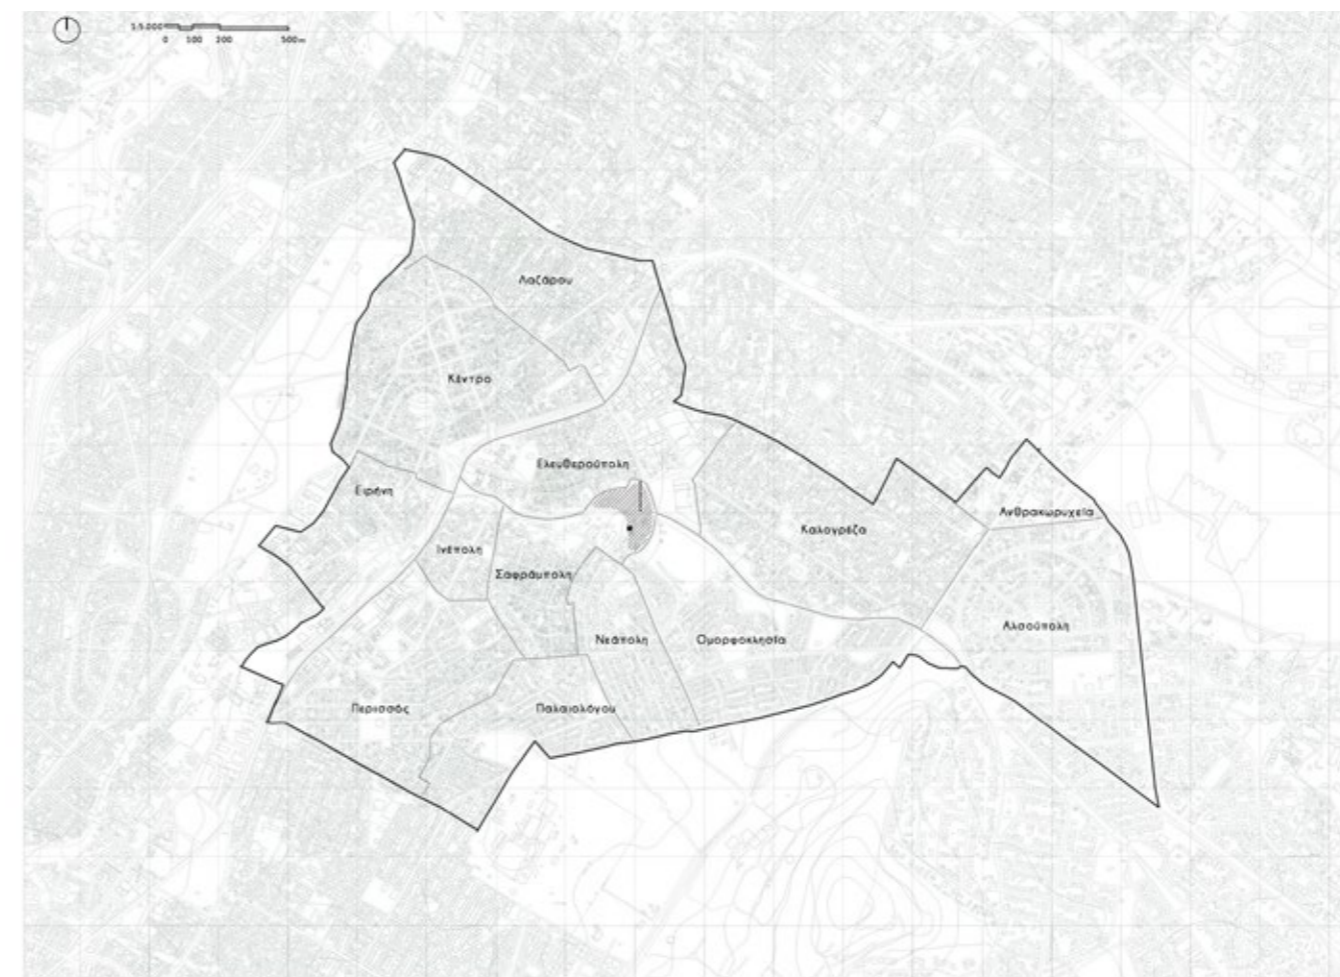 1:5.000
0 100 200 500m
Λαζάρου
Κέντρο
Ελευθερούπολη
Ειρήνη
Ανθρακωρυχεία
Καλογρέζα
Ινέπολη
Σαφράμπολη
Αλσούπολη
Νεάπολη
Ομορφοκλησία
Περισσός
Παλαιολόγου